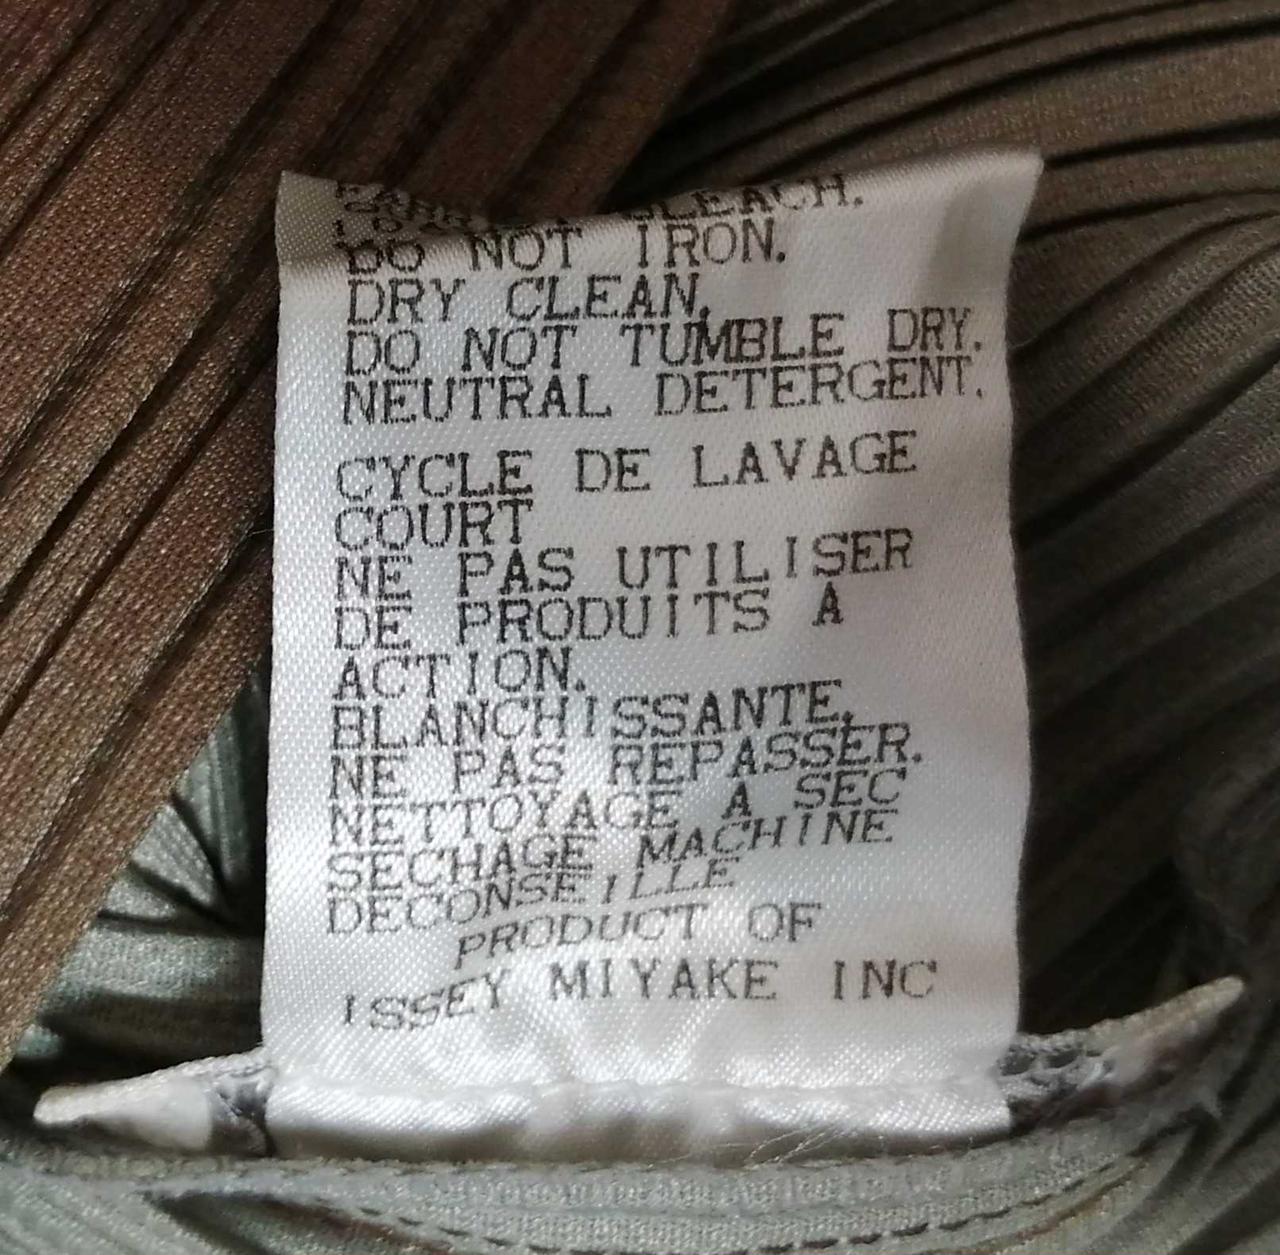 BLEACH.
DO NOT IRON.
DRY CLEAN.
DO NOT TUMBLE DRY.
NEUTRAL DETERGENT.
CYCLE DE LAVAGE
COURT
NE PAS UTILISER
DE PRODUITS A
ACTION.
BLANCHISSANTE.
NE PAS REPASSER.
NETTOYAGE A SEC
SECHAGE MACHINE
DECONSEILLE
PRODUCT OF
ISSEY MIYAKE INC